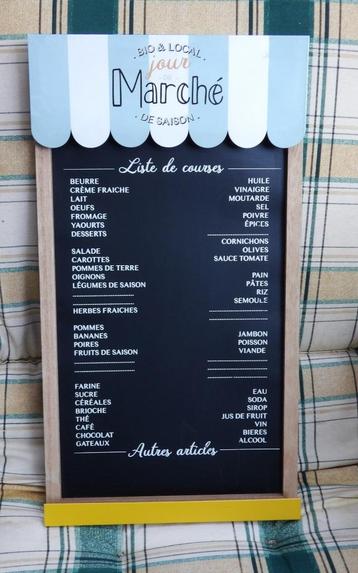 BIO & LOCAL
jour
DE
Marché
DE SAISON
Liste de courses
BEURRE
CRÈME FRAICHE
LAIT
OEUFS
FROMAGE
YAOURTS
DESSERTS
SALADE
CAROTTES
POMMES DE TERRE
OIGNONS
LÉGUMES DE SAISON
HERBES FRAICHES
POMMES
BANANES
POIRES
FRUITS DE SAISON
FARINE
SUCRE
CÉRÉALES
BRIOCHE
THÉ
CAFÉ
CHOCOLAT
GATEAUX
HUILE
VINAIGRE
MOUTARDE
SEL
POIVRE
ÉPICES
CORNICHONS
OLIVES
SAUCE TOMATE
PAIN
PÂTES
RIZ
SEMOULE
JAMBON
POISSON
VIANDE
EAU
SODA
SIROP
JUS DE FRUIT
VIN
BIERES
ALCOOL
Autres articles